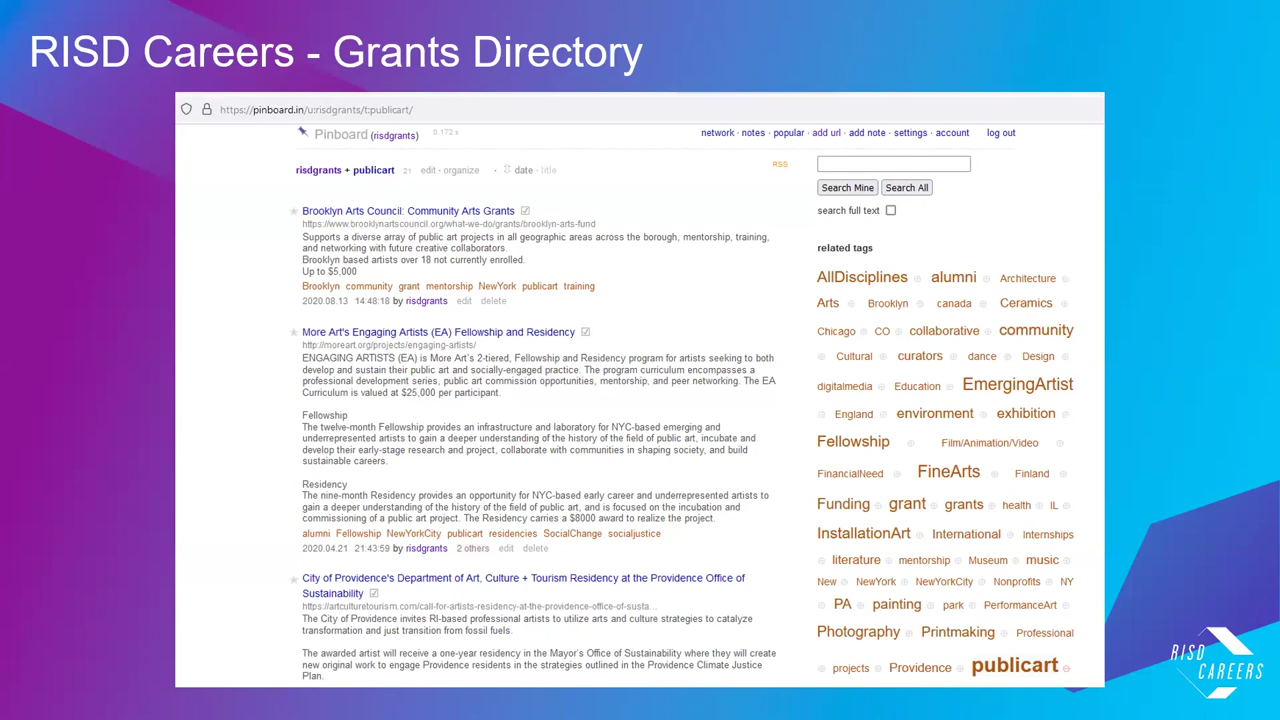 RISD Careers - Grants Directory
https://pinboard.in/u:risdgrants/t:publicart/
Pinboard (risdgrants) 0.172 s
network · notes · popular · add url · add note · settings · account log out
risdgrants + publicart 21 edit · organize · date · title
RSS
Brooklyn Arts Council: Community Arts Grants
https://www.brooklynartscouncil.org/what-we-do/grants/brooklyn-arts-fund
Supports a diverse array of public art projects in all geographic areas across the borough, mentorship, training,
and networking with future creative collaborators.
Brooklyn based artists over 18 not currently enrolled.
Up to $5,000
Brooklyn community grant mentorship NewYork publicart training
2020.08.13 14:48:18 by risdgrants edit delete
More Art's Engaging Artists (EA) Fellowship and Residency
http://moreart.org/projects/engaging-artists/
ENGAGING ARTISTS (EA) is More Art's 2-tiered, Fellowship and Residency program for artists seeking to both
develop and sustain their public art and socially-engaged practice. The program curriculum encompasses a
professional development series, public art commission opportunities, mentorship, and peer networking. The EA
Curriculum is valued at $25,000 per participant.
Fellowship
The twelve-month Fellowship provides an infrastructure and laboratory for NYC-based emerging and
underrepresented artists to gain a deeper understanding of the history of the field of public art, incubate and
develop their early-stage research and project, collaborate with communities in shaping society, and build
sustainable careers.
Residency
The nine-month Residency provides an opportunity for NYC-based early career and underrepresented artists to
gain a deeper understanding of the history of the field of public art, and is focused on the incubation and
commissioning of a public art project. The Residency carries a $8000 award to realize the project.
alumni Fellowship NewYorkCity publicart residencies SocialChange socialjustice
2020.04.21 21:43:59 by risdgrants 2 others edit delete
City of Providence's Department of Art, Culture + Tourism Residency at the Providence Office of
Sustainability
https://artculturetourism.com/call-for-artists-residency-at-the-providence-office-of-susta...
The City of Providence invites RI-based professional artists to utilize arts and culture strategies to catalyze
transformation and just transition from fossil fuels.
The awarded artist will receive a one-year residency in the Mayor's Office of Sustainability where they will create
new original work to engage Providence residents in the strategies outlined in the Providence Climate Justice
Plan.
Search Mine Search All
search full text
related tags
AllDisciplines alumni Architecture
Arts Brooklyn canada Ceramics
Chicago CO collaborative community
Cultural curators dance Design
digitalmedia Education EmergingArtist
England environment exhibition
Fellowship Film/Animation/Video
FinancialNeed FineArts Finland
Funding grant grants health IL
InstallationArt International Internships
literature mentorship Museum music
New NewYork NewYorkCity Nonprofits NY
PA painting park PerformanceArt
Photography Printmaking Professional
projects Providence publicart
RISD
CAREERS